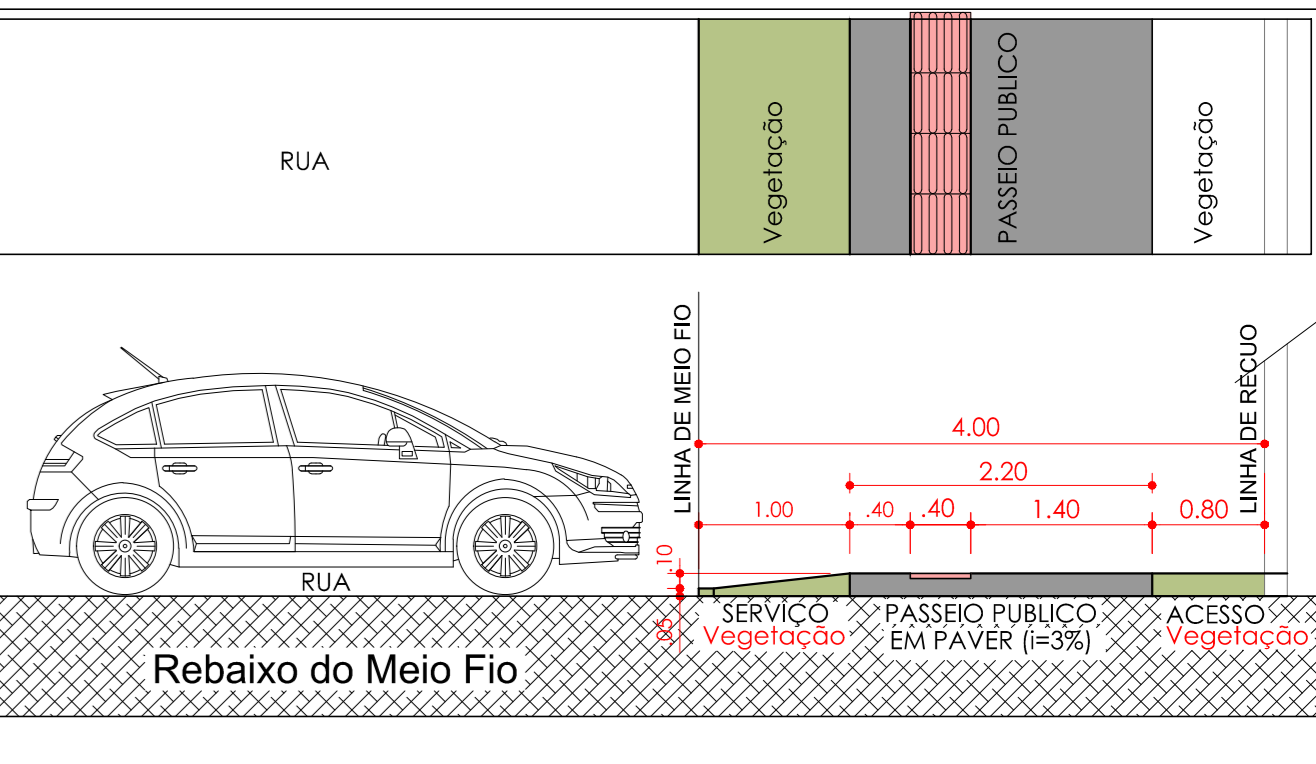 RUA
Vegetação
PASSEIO PUBLICO
Vegetação
LINHA DE MEIO FIO
LINHA DE RECUO
4.00
2.20
1.00
.40
.40
1.40
0.80
.10
.05
RUA
SERVIÇO
Vegetação
PASSEIO PUBLICO
EM PAVER (i=3%)
ACESSO
Vegetação
Rebaixo do Meio Fio